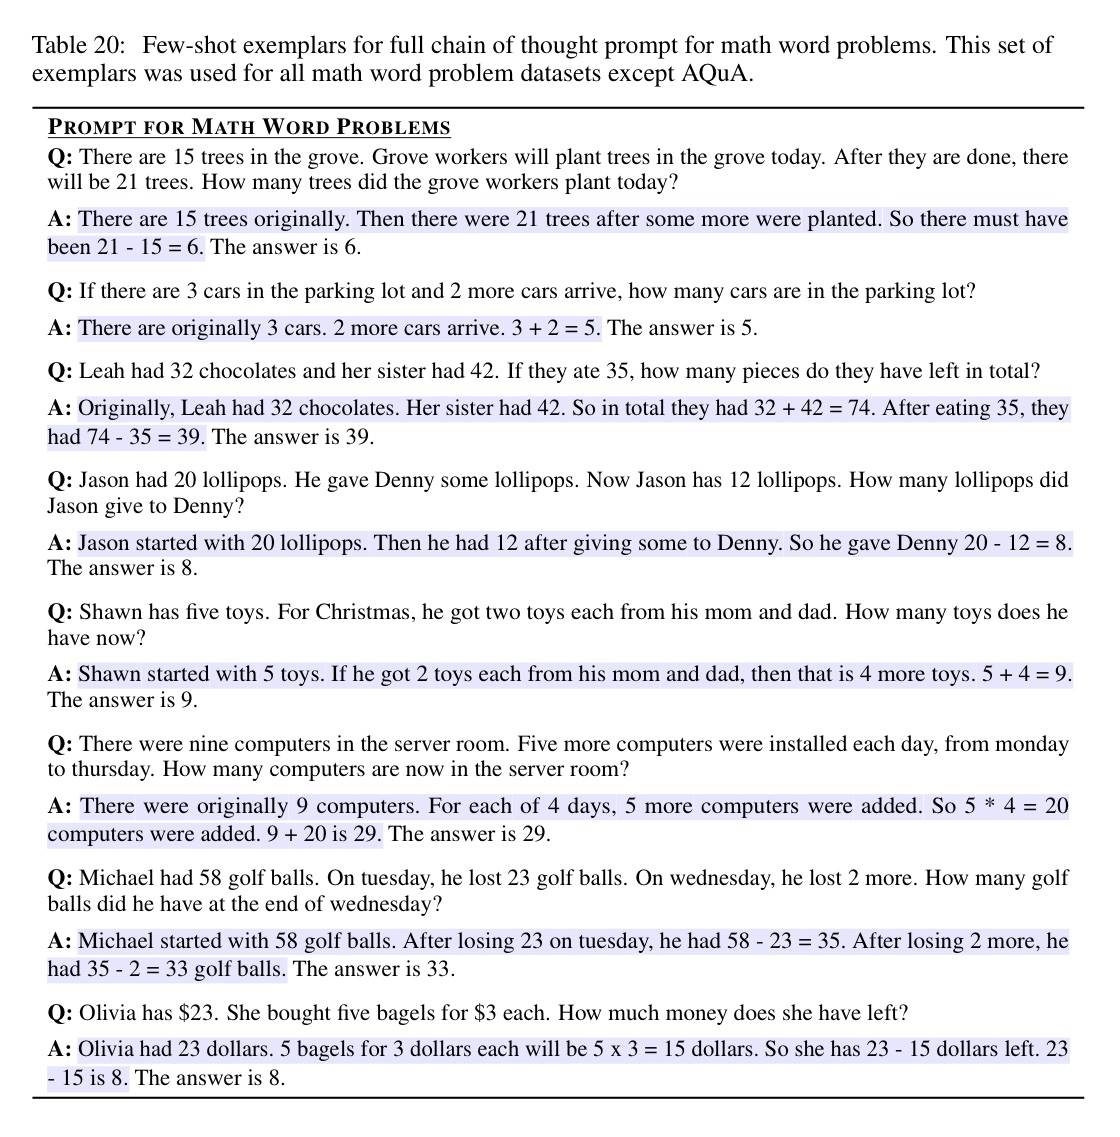 Table 20: Few-shot exemplars for full chain of thought prompt for math word problems. This set of
exemplars was used for all math word problem datasets except AQuA.
PROMPT FOR MATH WORD PROBLEMS
Q: There are 15 trees in the grove. Grove workers will plant trees in the grove today. After they are done, there
will be 21 trees. How many trees did the grove workers plant today?
A: There are 15 trees originally. Then there were 21 trees after some more were planted. So there must have
been 21 - 15 = 6. The answer is 6.
Q: If there are 3 cars in the parking lot and 2 more cars arrive, how many cars are in the parking lot?
A: There are originally 3 cars. 2 more cars arrive. 3 + 2 = 5. The answer is 5.
Q: Leah had 32 chocolates and her sister had 42. If they ate 35, how many pieces do they have left in total?
A: Originally, Leah had 32 chocolates. Her sister had 42. So in total they had 32 + 42 = 74. After eating 35, they
had 74 - 35 = 39. The answer is 39.
Q: Jason had 20 lollipops. He gave Denny some lollipops. Now Jason has 12 lollipops. How many lollipops did
Jason give to Denny?
A: Jason started with 20 lollipops. Then he had 12 after giving some to Denny. So he gave Denny 20 - 12 = 8.
The answer is 8.
Q: Shawn has five toys. For Christmas, he got two toys each from his mom and dad. How many toys does he
have now?
A: Shawn started with 5 toys. If he got 2 toys each from his mom and dad, then that is 4 more toys. 5 + 4 = 9.
The answer is 9.
Q: There were nine computers in the server room. Five more computers were installed each day, from monday
to thursday. How many computers are now in the server room?
A: There were originally 9 computers. For each of 4 days, 5 more computers were added. So 5 * 4 = 20
computers were added. 9 + 20 is 29. The answer is 29.
Q: Michael had 58 golf balls. On tuesday, he lost 23 golf balls. On wednesday, he lost 2 more. How many golf
balls did he have at the end of wednesday?
A: Michael started with 58 golf balls. After losing 23 on tuesday, he had 58 - 23 = 35. After losing 2 more, he
had 35 - 2 = 33 golf balls. The answer is 33.
Q: Olivia has $23. She bought five bagels for $3 each. How much money does she have left?
A: Olivia had 23 dollars. 5 bagels for 3 dollars each will be 5 x 3 = 15 dollars. So she has 23 - 15 dollars left. 23
- 15 is 8. The answer is 8.